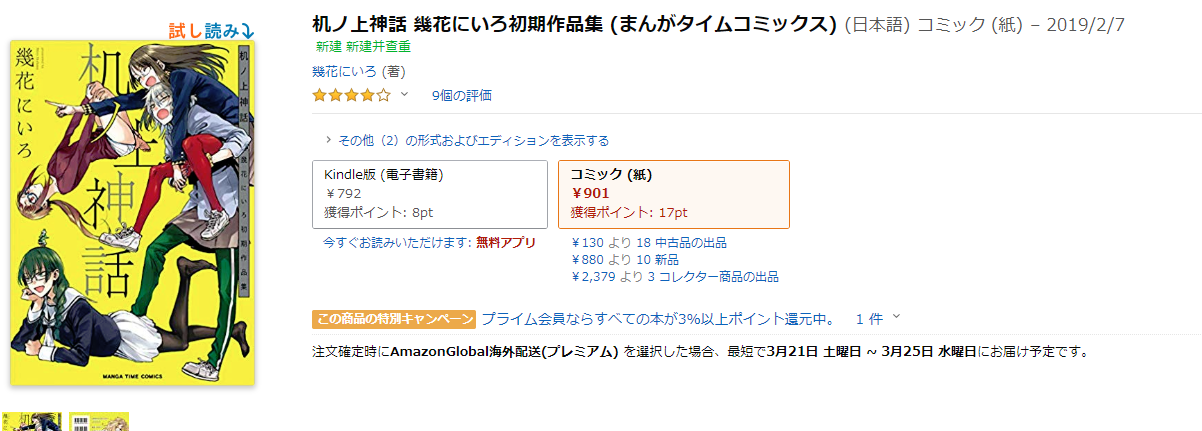 試し読み
机ノ上神話
幾花にいろ
机ノ上神話 幾花にいろ初期作品集
MANGA TIME COMICS
机ノ上神話 幾花にいろ初期作品集 (まんがタイムコミックス) (日本語) コミック (紙) – 2019/2/7
新建 新建并查重
幾花にいろ (著)
9個の評価
その他（2）の形式およびエディションを表示する
Kindle版 (電子書籍)
￥792
獲得ポイント: 8pt
コミック (紙)
￥901
獲得ポイント: 17pt
今すぐお読みいただけます: 無料アプリ
￥130 より 18 中古品の出品
￥880 より 10 新品
￥2,379 より 3 コレクター商品の出品
この商品の特別キャンペーン プライム会員ならすべての本が3%以上ポイント還元中。 1 件
注文確定時にAmazonGlobal海外配送(プレミアム) を選択した場合、最短で3月21日 土曜日 ~ 3月25日 水曜日にお届け予定です。